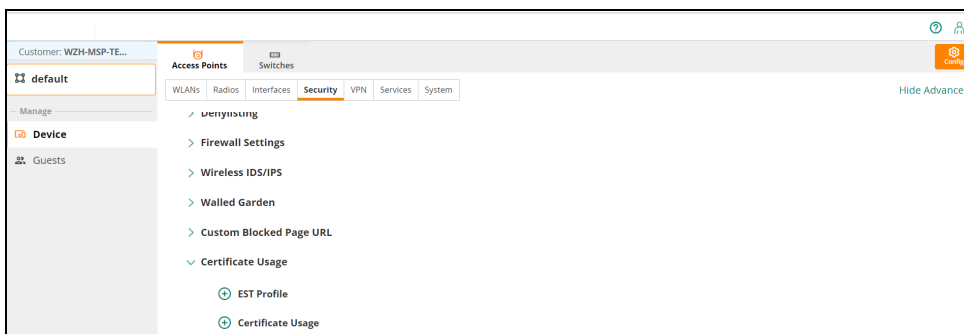 Customer: WZH-MSP-TE...
default
Manage
Device
Guests
Access Points
Switches
Config
WLANs Radios Interfaces Security VPN Services System
Hide Advance
Denylisting
Firewall Settings
Wireless IDS/IPS
Walled Garden
Custom Blocked Page URL
Certificate Usage
EST Profile
Certificate Usage